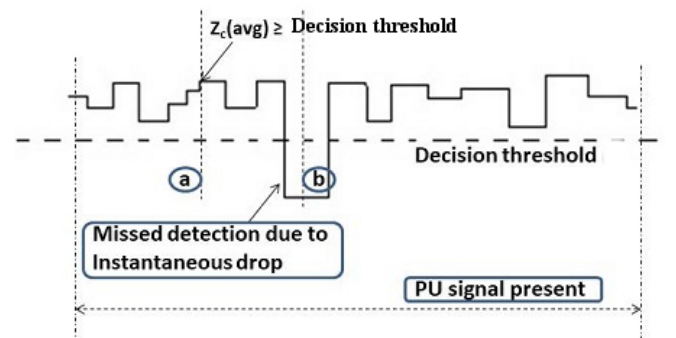 Zc(avg) ≥ Decision threshold
Decision threshold
a
b
Missed detection due to
Instantaneous drop
PU signal present